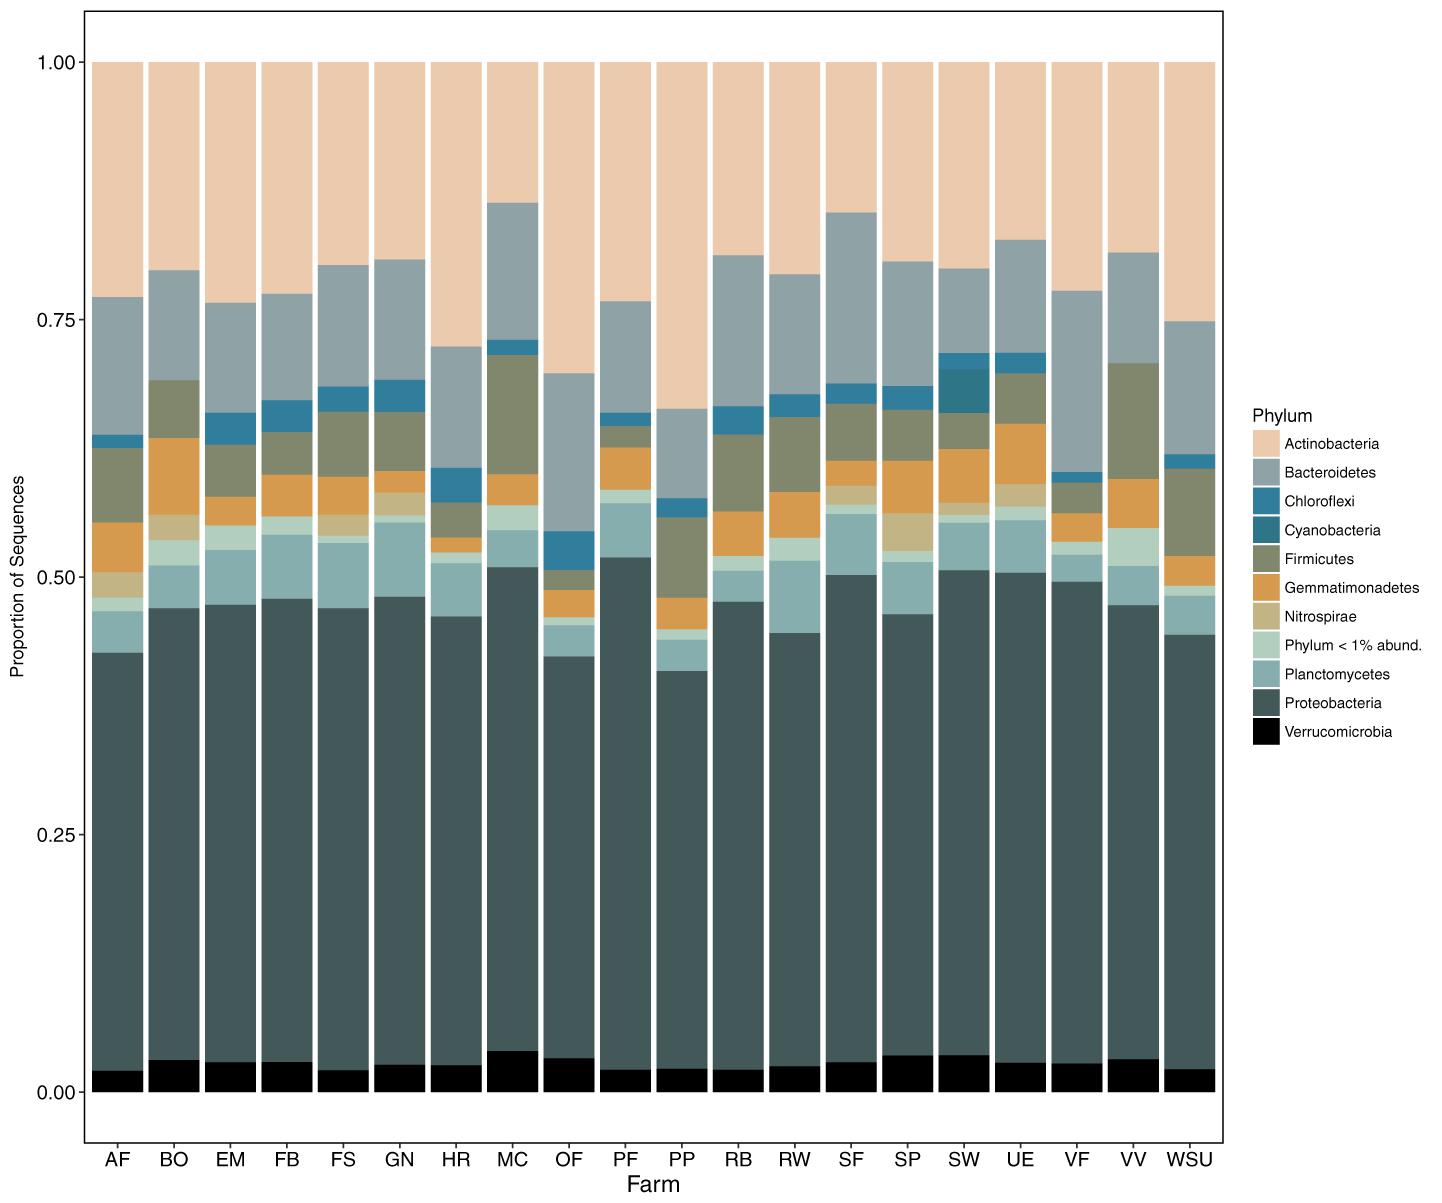 1.00
0.75
0.50
0.25
0.00
Proportion of Sequences
AF BO EM FB FS GN HR MC OF PF PP RB RW SF SP SW UE VF VV WSU
Farm
Phylum
Actinobacteria
Bacteroidetes
Chloroflexi
Cyanobacteria
Firmicutes
Gemmatimonadetes
Nitrospirae
Phylum < 1% abund.
Planctomycetes
Proteobacteria
Verrucomicrobia